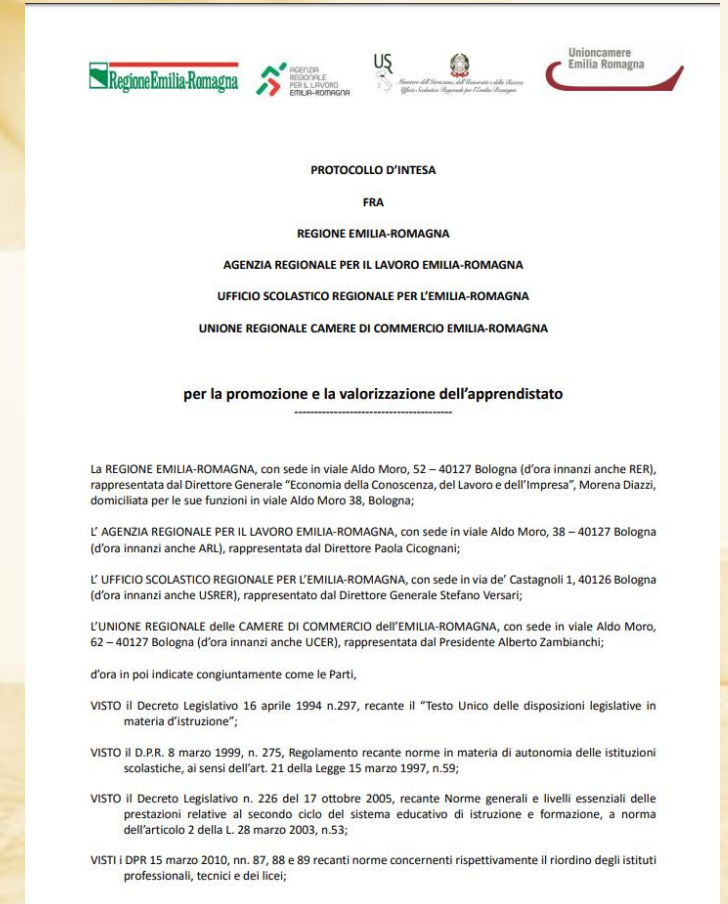 RegioneEmilia-Romagna
AGENZIA
REGIONALE
PER IL LAVORO
EMILIA-ROMAGNA
US
Ministero dell'Istruzione, dell'Università e della Ricerca
Ufficio Scolastico Regionale per l'Emilia-Romagna
Unioncamere
Emilia Romagna
PROTOCOLLO D'INTESA
FRA
REGIONE EMILIA-ROMAGNA
AGENZIA REGIONALE PER IL LAVORO EMILIA-ROMAGNA
UFFICIO SCOLASTICO REGIONALE PER L'EMILIA-ROMAGNA
UNIONE REGIONALE CAMERE DI COMMERCIO EMILIA-ROMAGNA
per la promozione e la valorizzazione dell'apprendistato
----------------------------------------
La REGIONE EMILIA-ROMAGNA, con sede in viale Aldo Moro, 52 – 40127 Bologna (d'ora innanzi anche RER),
rappresentata dal Direttore Generale "Economia della Conoscenza, del Lavoro e dell'Impresa", Morena Diazzi,
domiciliata per le sue funzioni in viale Aldo Moro 38, Bologna;
L' AGENZIA REGIONALE PER IL LAVORO EMILIA-ROMAGNA, con sede in viale Aldo Moro, 38 – 40127 Bologna
(d'ora innanzi anche ARL), rappresentata dal Direttore Paola Cicognani;
L' UFFICIO SCOLASTICO REGIONALE PER L'EMILIA-ROMAGNA, con sede in via de' Castagnoli 1, 40126 Bologna
(d'ora innanzi anche USRER), rappresentato dal Direttore Generale Stefano Versari;
L'UNIONE REGIONALE delle CAMERE DI COMMERCIO dell'EMILIA-ROMAGNA, con sede in viale Aldo Moro,
62 – 40127 Bologna (d'ora innanzi anche UCER), rappresentata dal Presidente Alberto Zambianchi;
d'ora in poi indicate congiuntamente come le Parti,
VISTO il Decreto Legislativo 16 aprile 1994 n.297, recante il "Testo Unico delle disposizioni legislative in
materia d'istruzione";
VISTO il D.P.R. 8 marzo 1999, n. 275, Regolamento recante norme in materia di autonomia delle istituzioni
scolastiche, ai sensi dell'art. 21 della Legge 15 marzo 1997, n.59;
VISTO il Decreto Legislativo n. 226 del 17 ottobre 2005, recante Norme generali e livelli essenziali delle
prestazioni relative al secondo ciclo del sistema educativo di istruzione e formazione, a norma
dell'articolo 2 della L. 28 marzo 2003, n.53;
VISTI i DPR 15 marzo 2010, nn. 87, 88 e 89 recanti norme concernenti rispettivamente il riordino degli istituti
professionali, tecnici e dei licei;